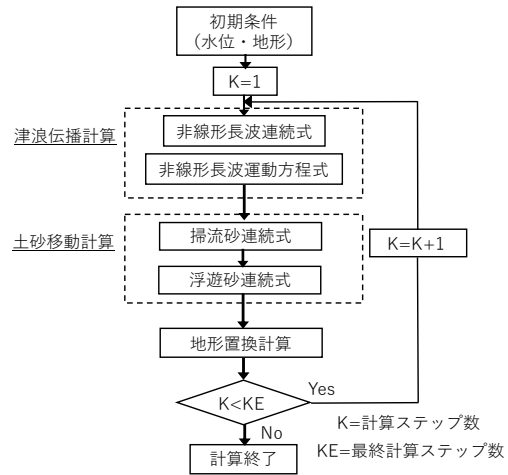 初期条件
(水位・地形)
K=1
津浪伝播計算
非線形長波連続式
非線形長波運動方程式
土砂移動計算
掃流砂連続式
K=K+1
浮遊砂連続式
地形置換計算
K<KE
Yes
No
K=計算ステップ数
KE=最終計算ステップ数
計算終了